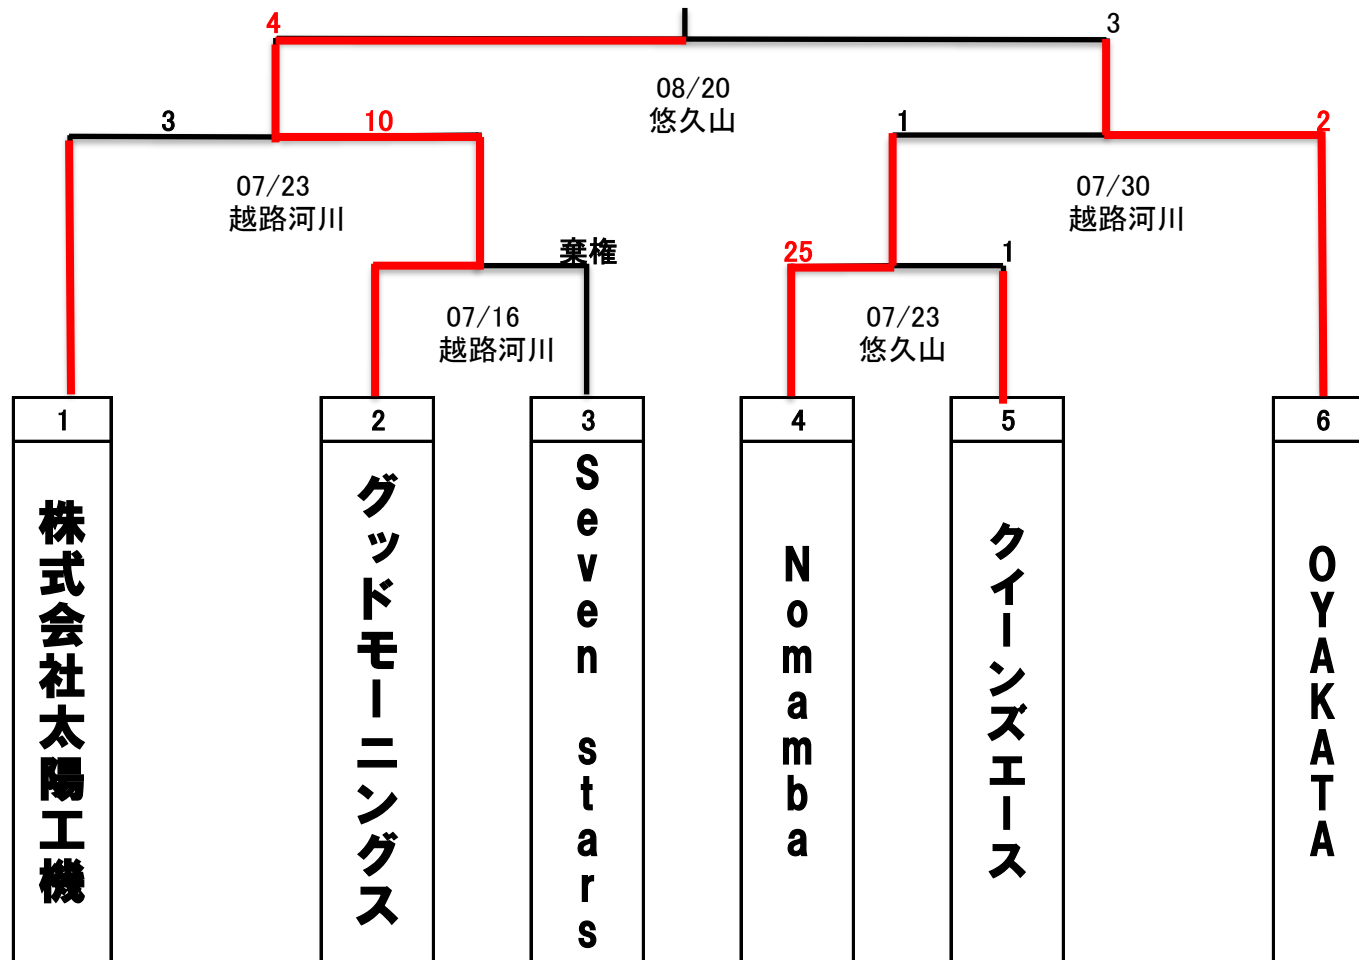 4
3
08/20
悠久山
3
10
1
2
07/23
越路河川
07/30
越路河川
棄権
25
1
07/16
越路河川
07/23
悠久山
1
2
3
4
5
6
株式会社太陽工機
グッドモーニングス
Seven stars
Nomamba
クイーンズエース
OYAKATA